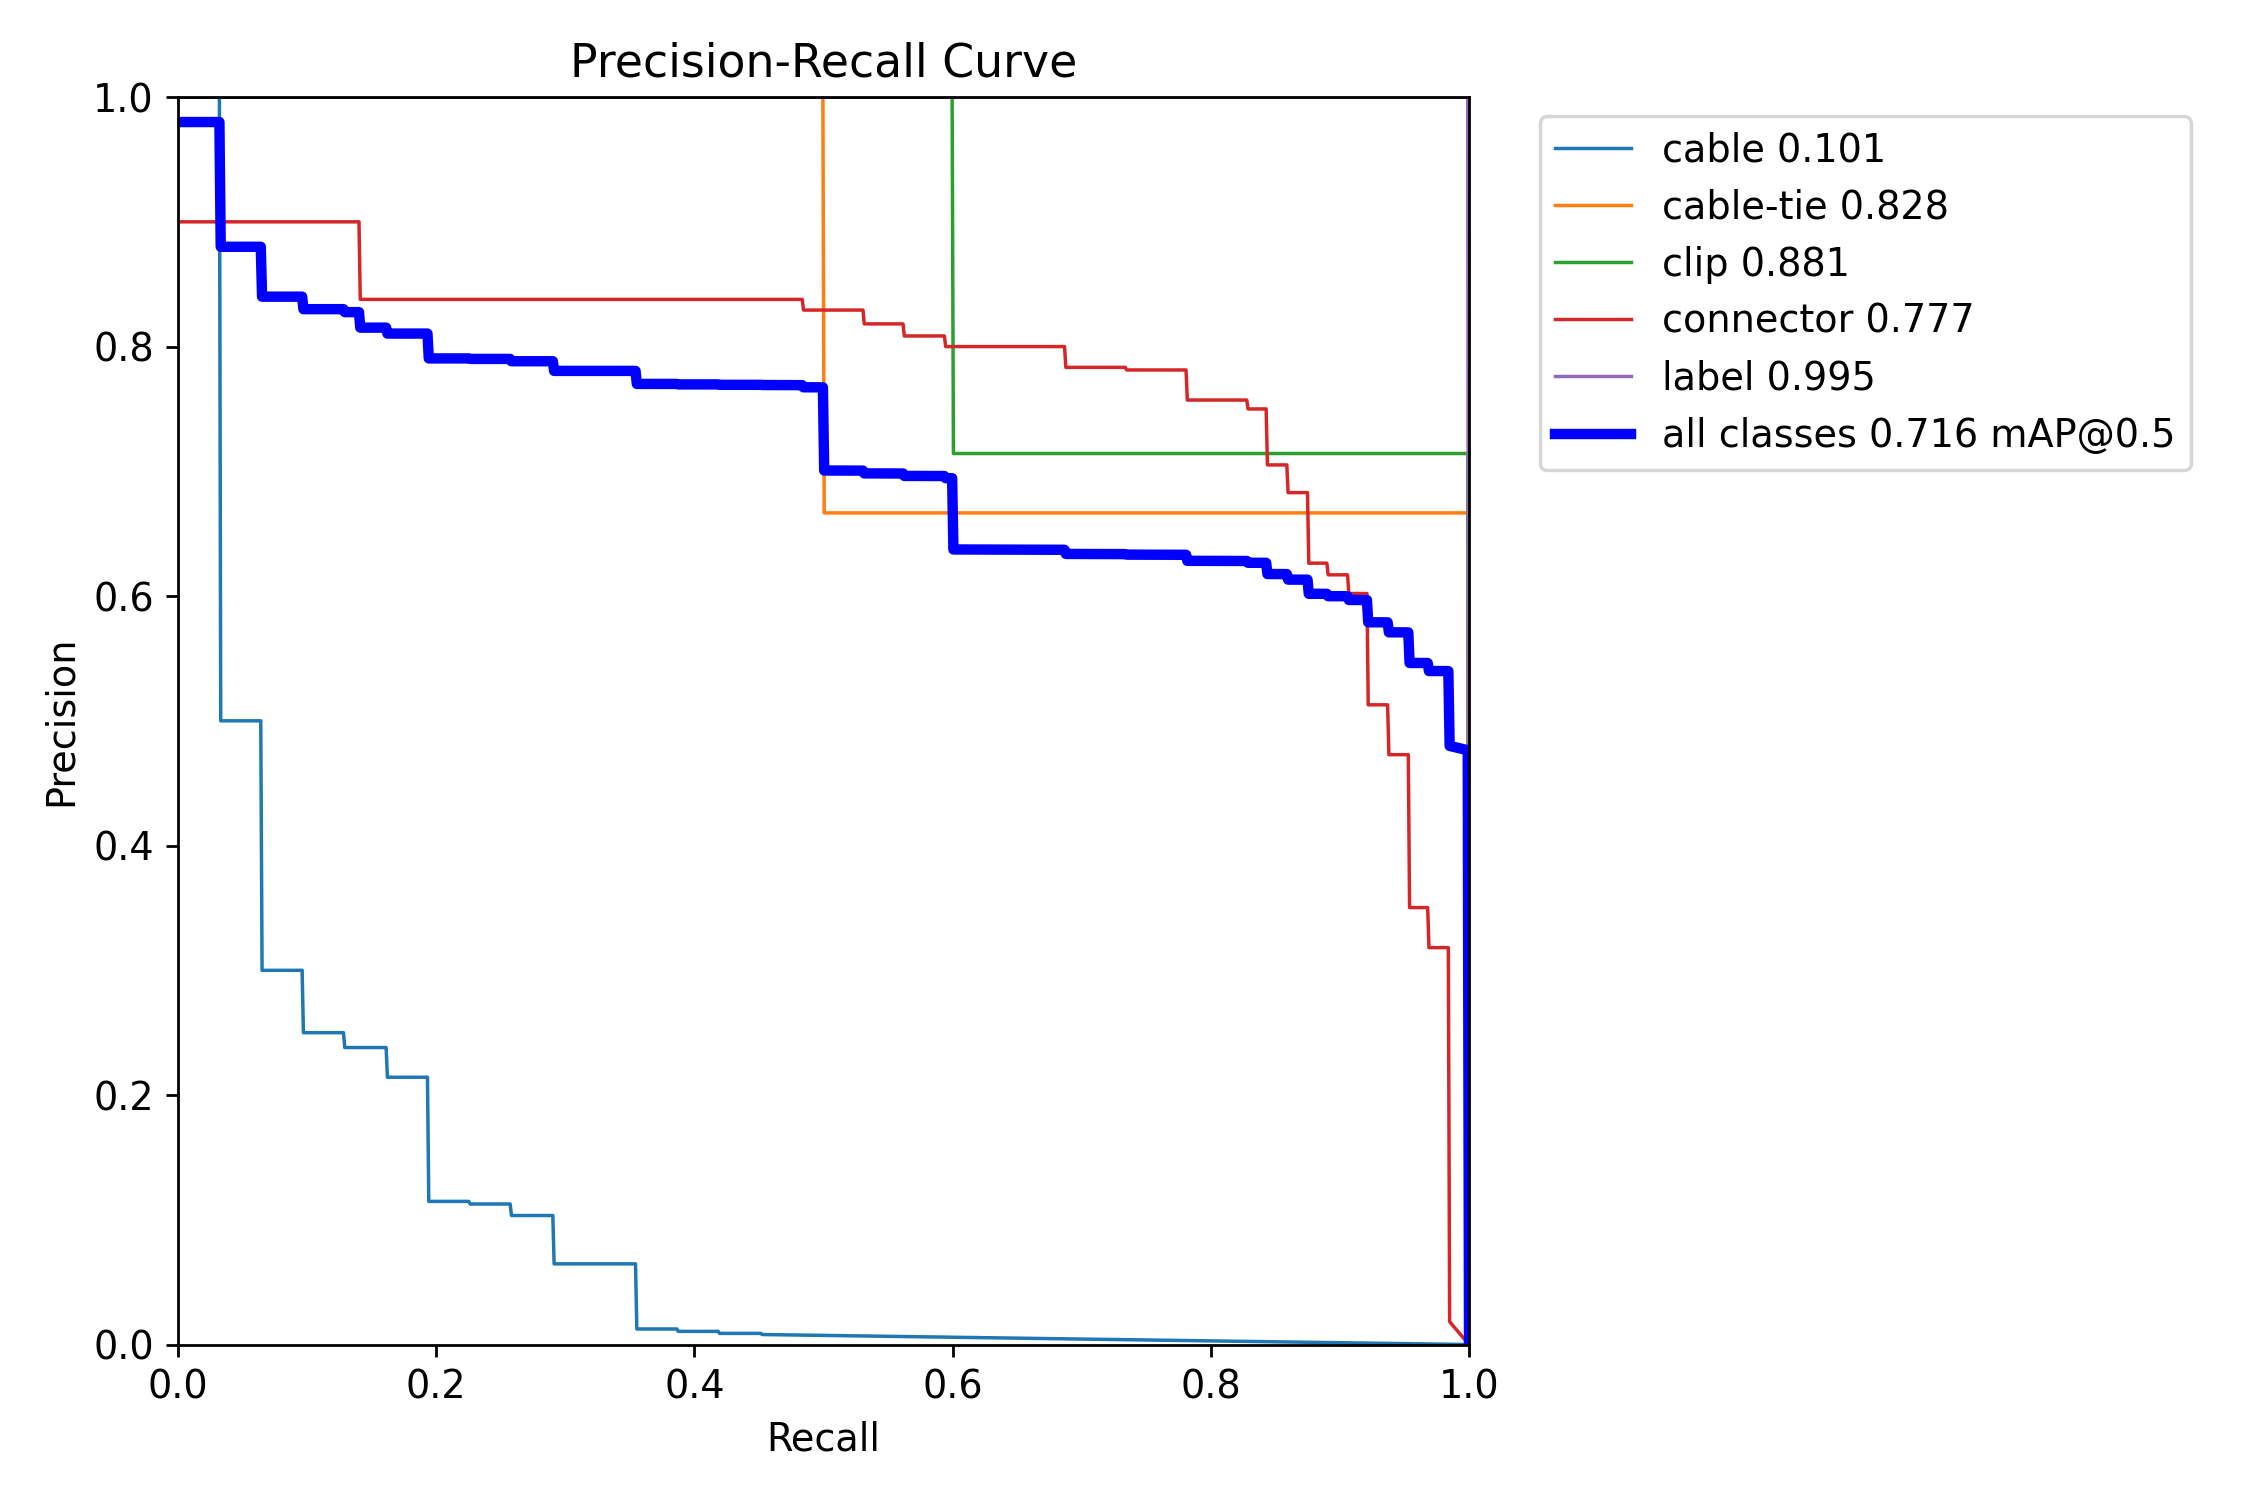 Precision-Recall Curve
1.0
0.8
0.6
0.4
0.2
0.0
Precision
0.0 0.2 0.4 0.6 0.8 1.0
Recall
cable 0.101
cable-tie 0.828
clip 0.881
connector 0.777
label 0.995
all classes 0.716 mAP@0.5